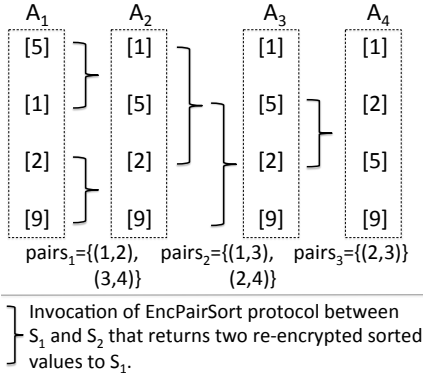 A1 A2 A3 A4
[5] [1] [1] [1]
[1] [5] [5] [2]
[2] [2] [2] [5]
[9] [9] [9] [9]
pairs1={(1,2), pairs2={(1,3), pairs3={(2,3)}
(3,4)} (2,4)}
Invocation of EncPairSort protocol between
S1 and S2 that returns two re-encrypted sorted
values to S1.